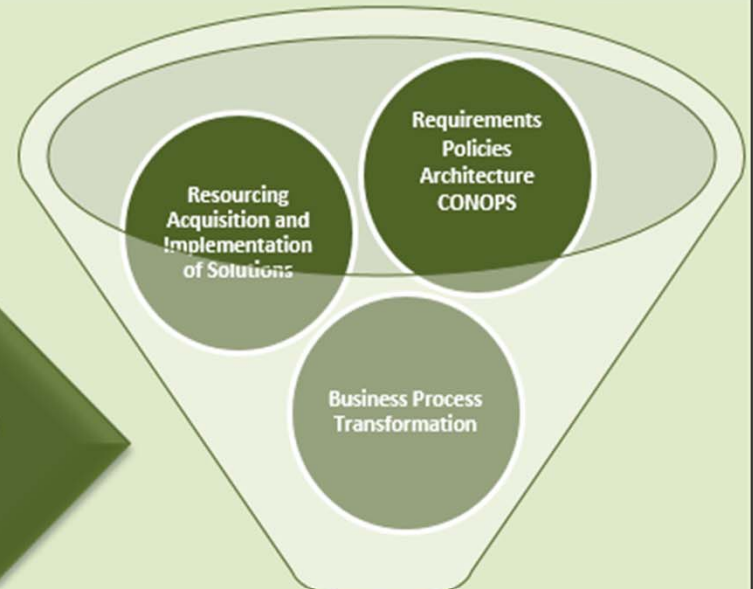 Requirements
Policies
Architecture
CONOPS
Resourcing
Acquisition and
Implementation
of Solutions
Business Process
Transformation